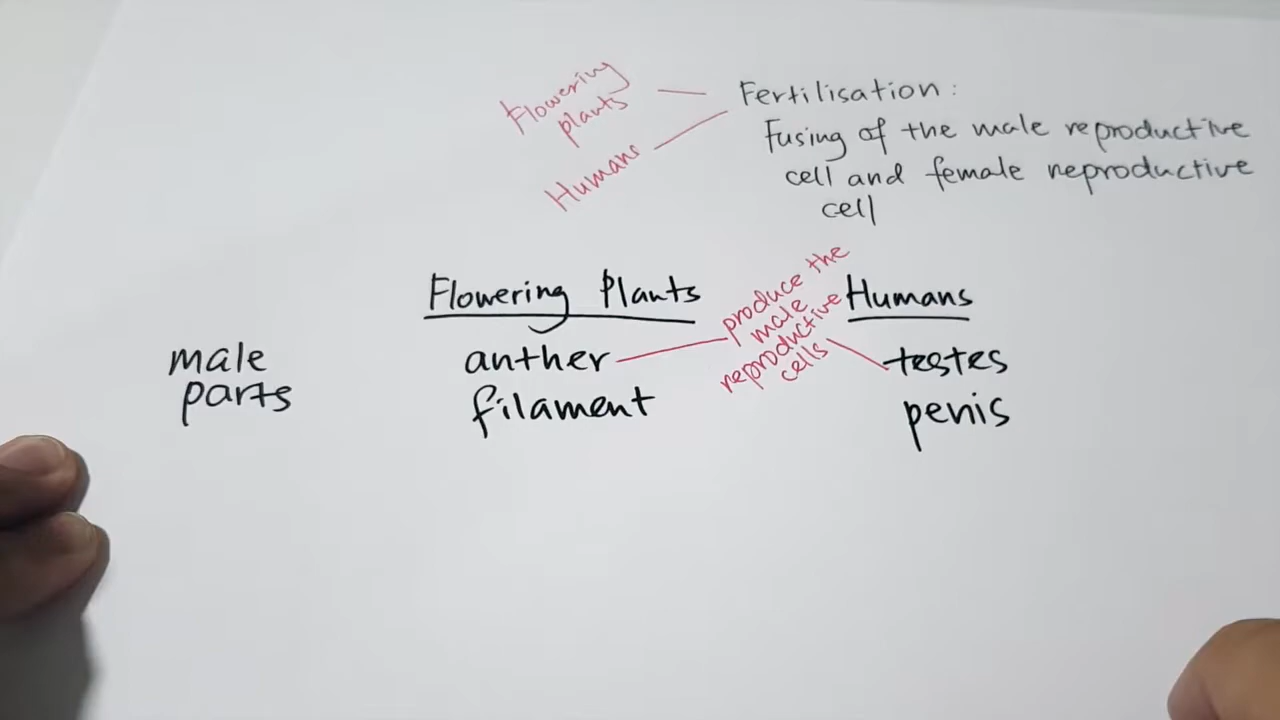 Flowering
plants
Humans
Fertilisation:
Fusing of the male reproductive
cell and female reproductive
cell
Flowering Plants
produce the
male
reproductive
cells
Humans
male
parts
anther
filament
testes
penis